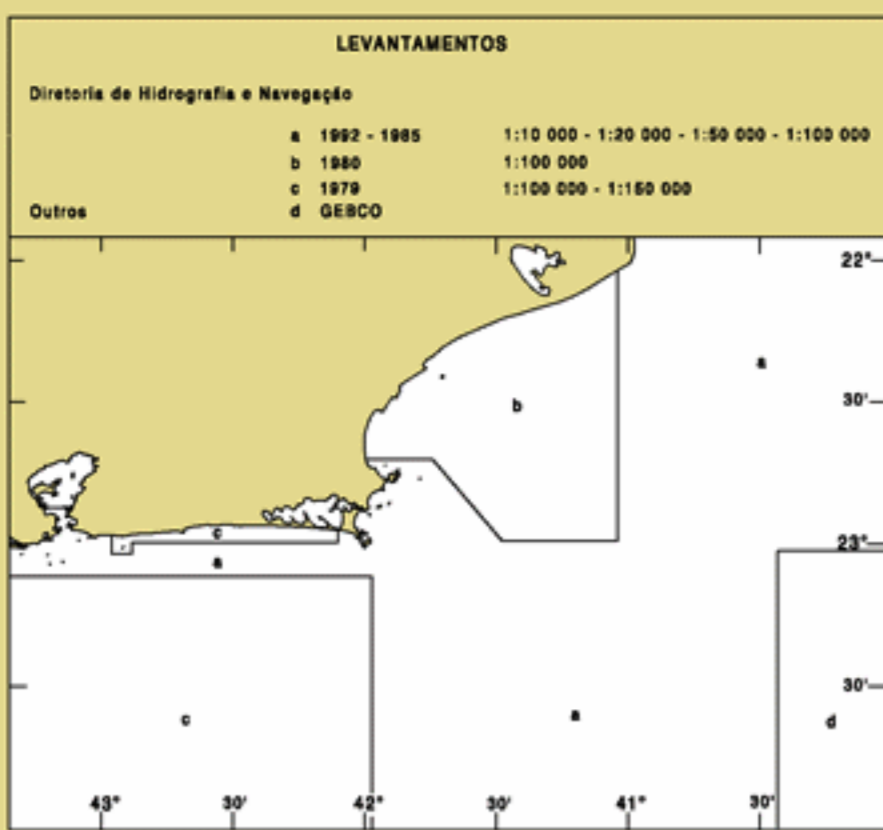 LEVANTAMENTOS
Diretoria de Hidrografia e Navegação
a 1992 - 1985 1:10 000 - 1:20 000 - 1:50 000 - 1:100 000
b 1980 1:100 000
c 1979 1:100 000 - 1:150 000
Outros d GEBCO
22°
a
30'
b
c
23°
a
30'
c
a
d
43° 30' 42° 30' 41° 30'